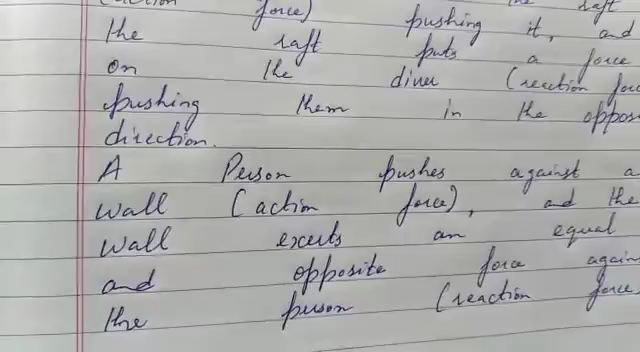 force) pushing it, and
the raft puts a force
on the diver (reaction
pushing them in the
direction.
A Person pushes against a
wall (action force), and the
wall exerts an equal
and opposite force
the person (reaction force